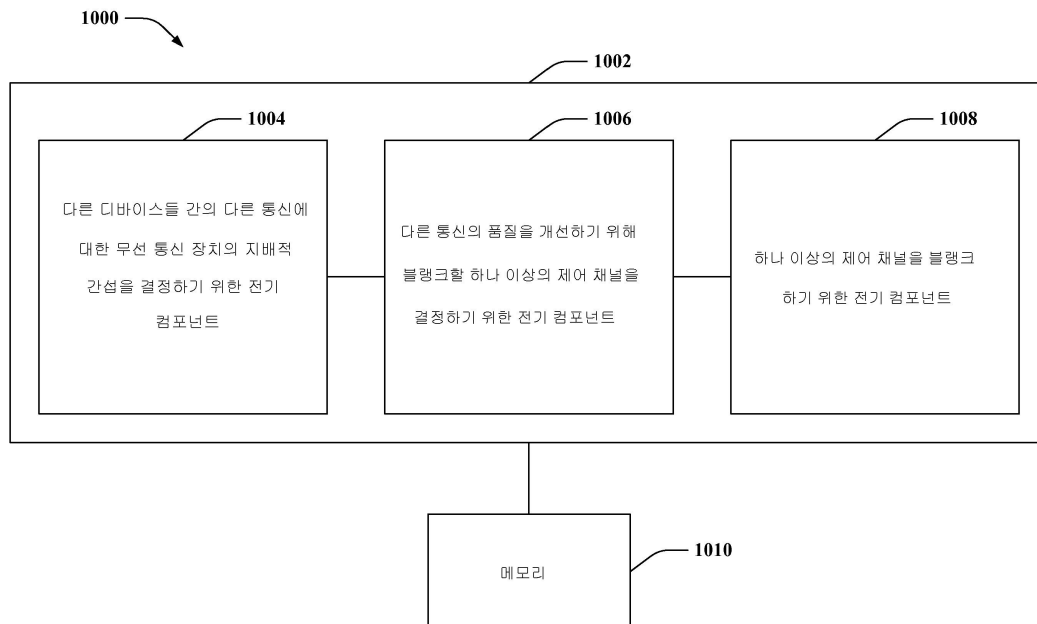 1000
1002
1004
1006
1008
다른 디바이스들 간의 다른 통신에
대한 무선 통신 장치의 지배적
간섭을 결정하기 위한 전기
컴포넌트
다른 통신의 품질을 개선하기 위해
블랭크할 하나 이상의 제어 채널을
결정하기 위한 전기 컴포넌트
하나 이상의 제어 채널을 블랭크
하기 위한 전기 컴포넌트
1010
메모리